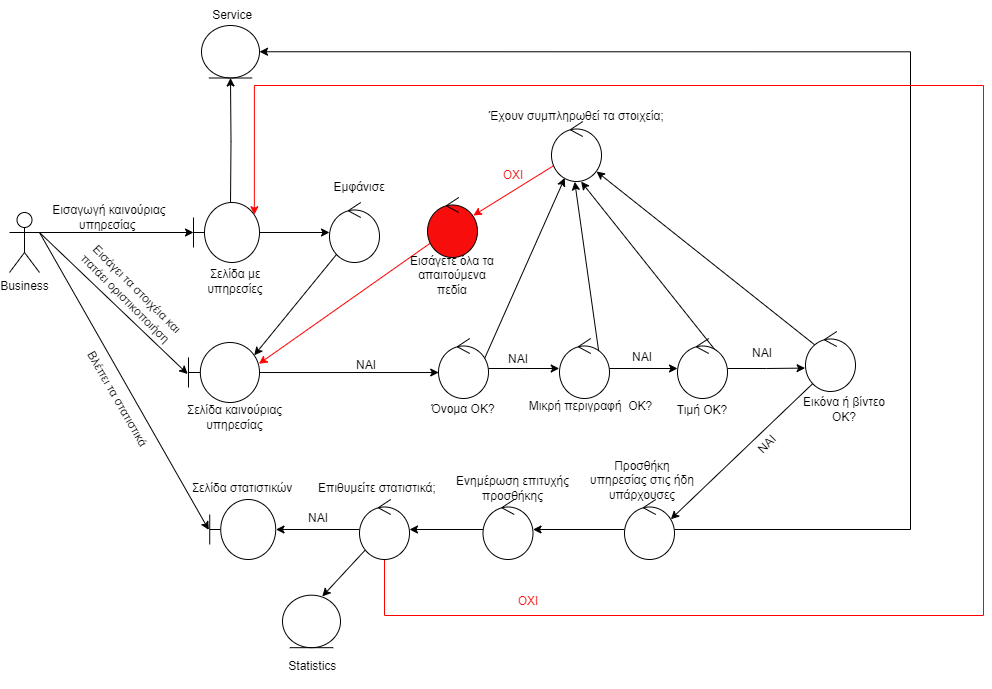 Service
Έχουν συμπληρωθεί τα στοιχεία;
ΟΧΙ
Εμφάνισε
Εισαγωγή καινούριας
υπηρεσίας
Business
Σελίδα με
υπηρεσίες
Εισάγετε όλα τα
απαιτούμενα
πεδία
Εισάγει τα στοιχεία και
πατάει οριστικοποιήση
Βλέπει τα στατιστικά
Σελίδα καινούριας
υπηρεσίας
ΝΑΙ
ΝΑΙ
ΝΑΙ
ΝΑΙ
Όνομα ΟΚ?
Μικρή περιγραφή ΟΚ?
Τιμή ΟΚ?
Εικόνα ή βίντεο
ΟΚ?
ΝΑΙ
Σελίδα στατιστικών
Επιθυμείτε στατιστικά;
Ενημέρωση επιτυχής
προσθήκης
Προσθήκη
υπηρεσίας στις ήδη
υπάρχουσες
ΝΑΙ
ΟΧΙ
Statistics